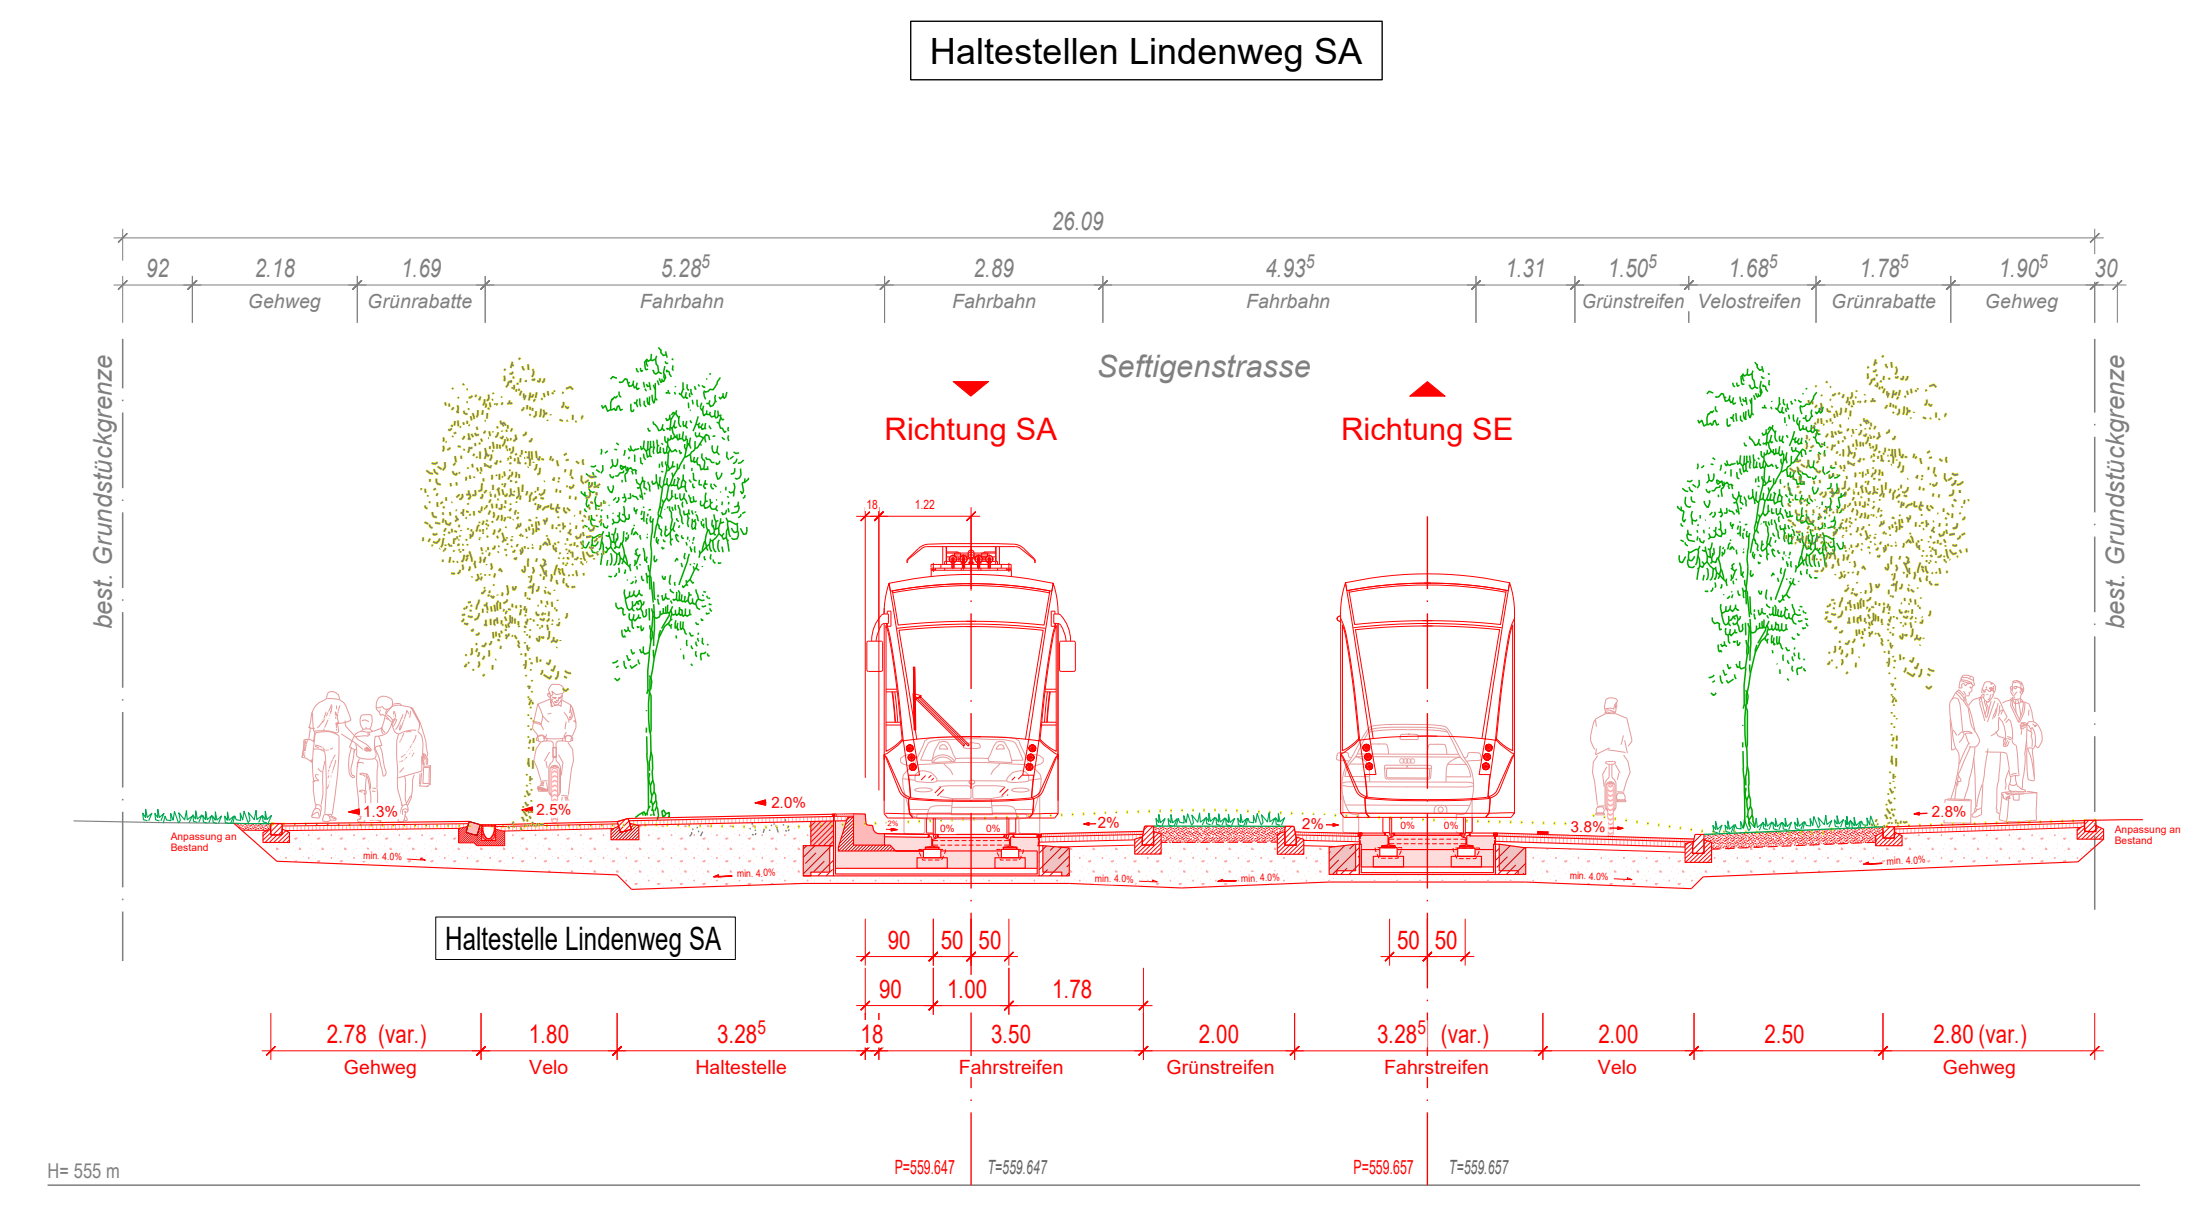 Haltestellen Lindenweg SA
26.09
92 2.18 1.69 5.28⁵ 2.89 4.93⁵ 1.31 1.50⁵ 1.68⁵ 1.78⁵ 1.90⁵ 30
Gehweg Grünrabatte Fahrbahn Fahrbahn Fahrbahn Grünstreifen Velostreifen Grünrabatte Gehweg
best. Grundstückgrenze
Seftigenstrasse
best. Grundstückgrenze
Richtung SA
Richtung SE
18 1.22
1.3% 2.5% 2.0% 2% 0% 0% 2% 2% 0% 0% 3.8% 2.8%
Anpassung an
Bestand
Anpassung an
Bestand
min. 4.0% min. 4.0% min. 4.0% min. 4.0% min. 4.0% min. 4.0%
Haltestelle Lindenweg SA
90 50 50 50 50
90 1.00 1.78
2.78 (var.) 1.80 3.28⁵ 18 3.50 2.00 3.28⁵ (var.) 2.00 2.50 2.80 (var.)
Gehweg Velo Haltestelle Fahrstreifen Grünstreifen Fahrstreifen Velo Gehweg
H= 555 m
P=559.647 T=559.647 P=559.657 T=559.657